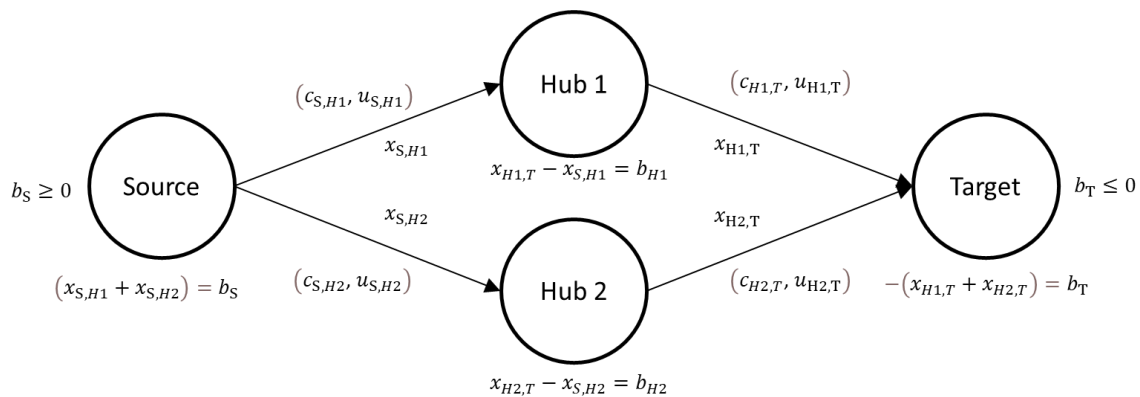 Hub 1
(c_{S,H1}, u_{S,H1})
(c_{H1,T}, u_{H1,T})
x_{S,H1}
x_{H1,T}
x_{H1,T} − x_{S,H1} = b_{H1}
b_S ≥ 0
Source
Target
b_T ≤ 0
x_{S,H2}
x_{H2,T}
(c_{S,H2}, u_{S,H2})
Hub 2
(c_{H2,T}, u_{H2,T})
(x_{S,H1} + x_{S,H2}) = b_S
−(x_{H1,T} + x_{H2,T}) = b_T
x_{H2,T} − x_{S,H2} = b_{H2}